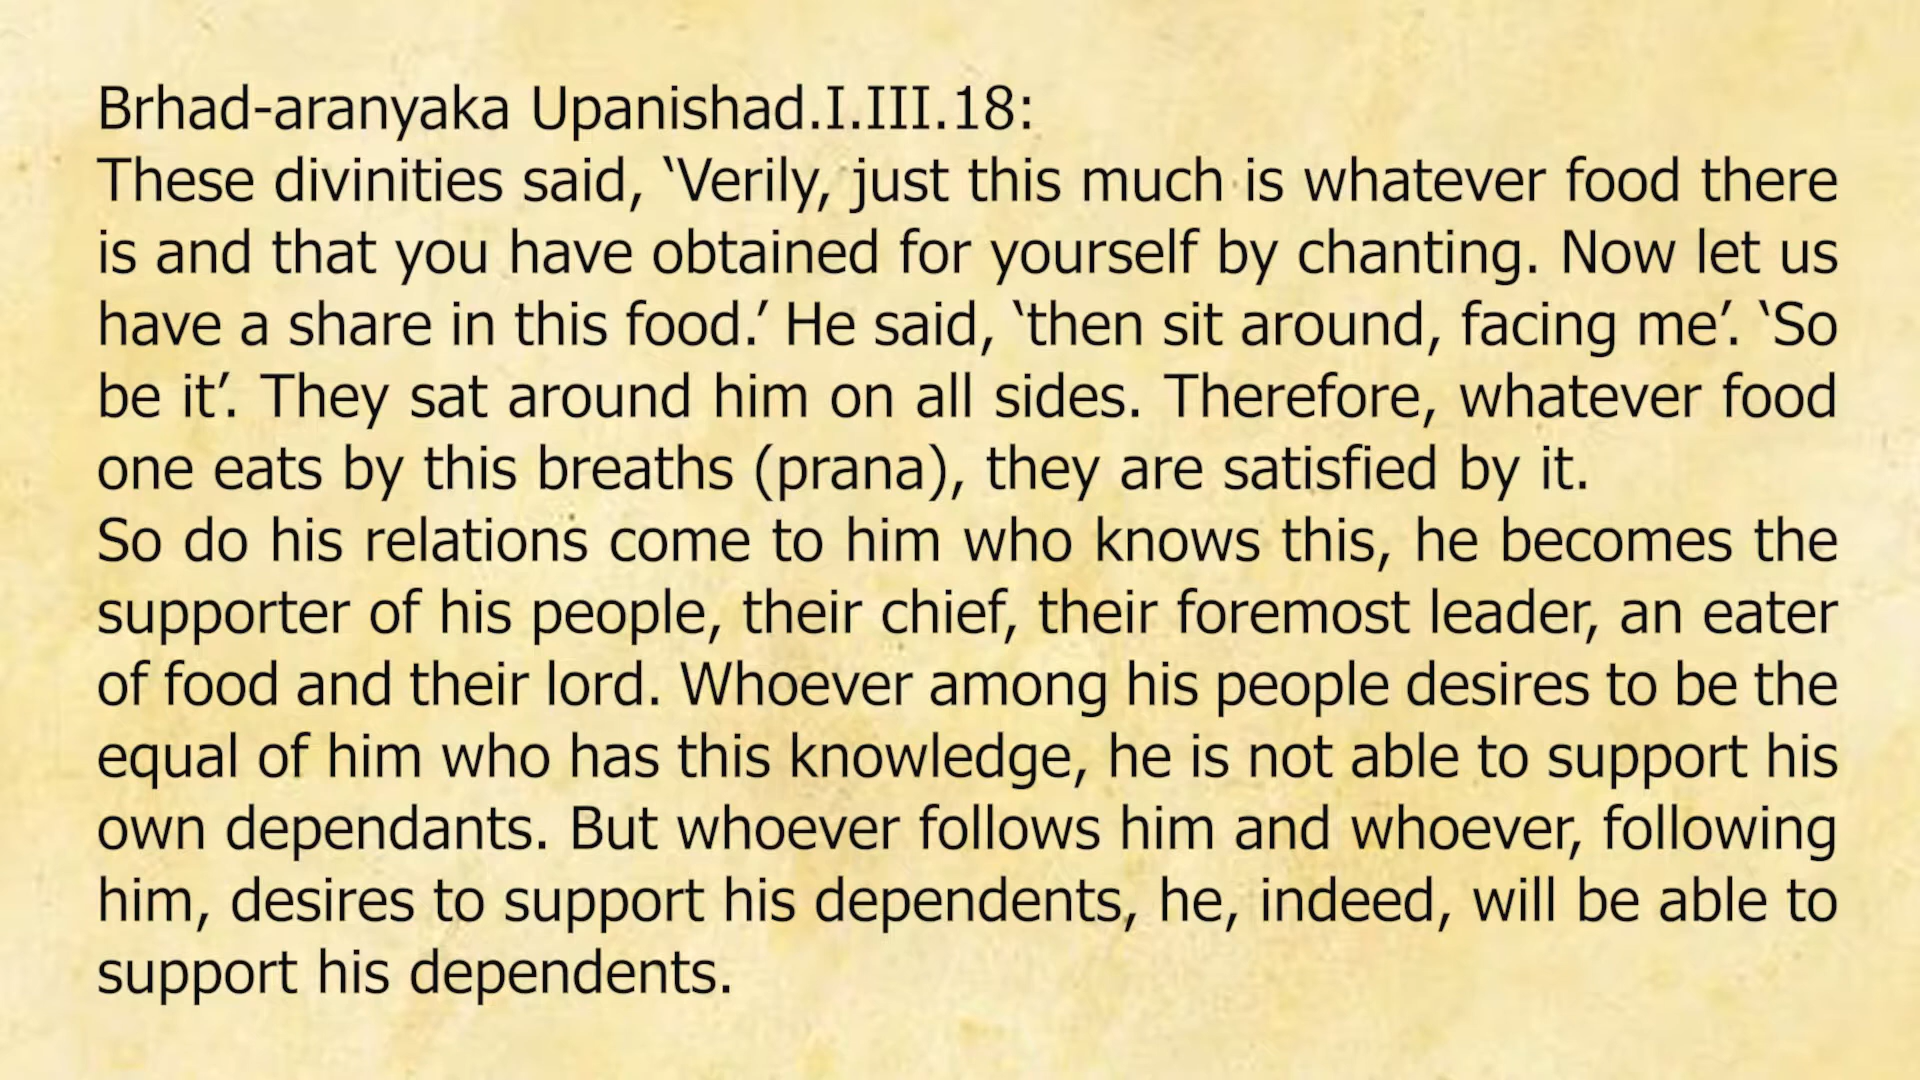 Brhad-aranyaka Upanishad.I.III.18:
These divinities said, ‘Verily, just this much is whatever food there
is and that you have obtained for yourself by chanting. Now let us
have a share in this food.’ He said, ‘then sit around, facing me’. ‘So
be it’. They sat around him on all sides. Therefore, whatever food
one eats by this breaths (prana), they are satisfied by it.
So do his relations come to him who knows this, he becomes the
supporter of his people, their chief, their foremost leader, an eater
of food and their lord. Whoever among his people desires to be the
equal of him who has this knowledge, he is not able to support his
own dependants. But whoever follows him and whoever, following
him, desires to support his dependents, he, indeed, will be able to
support his dependents.